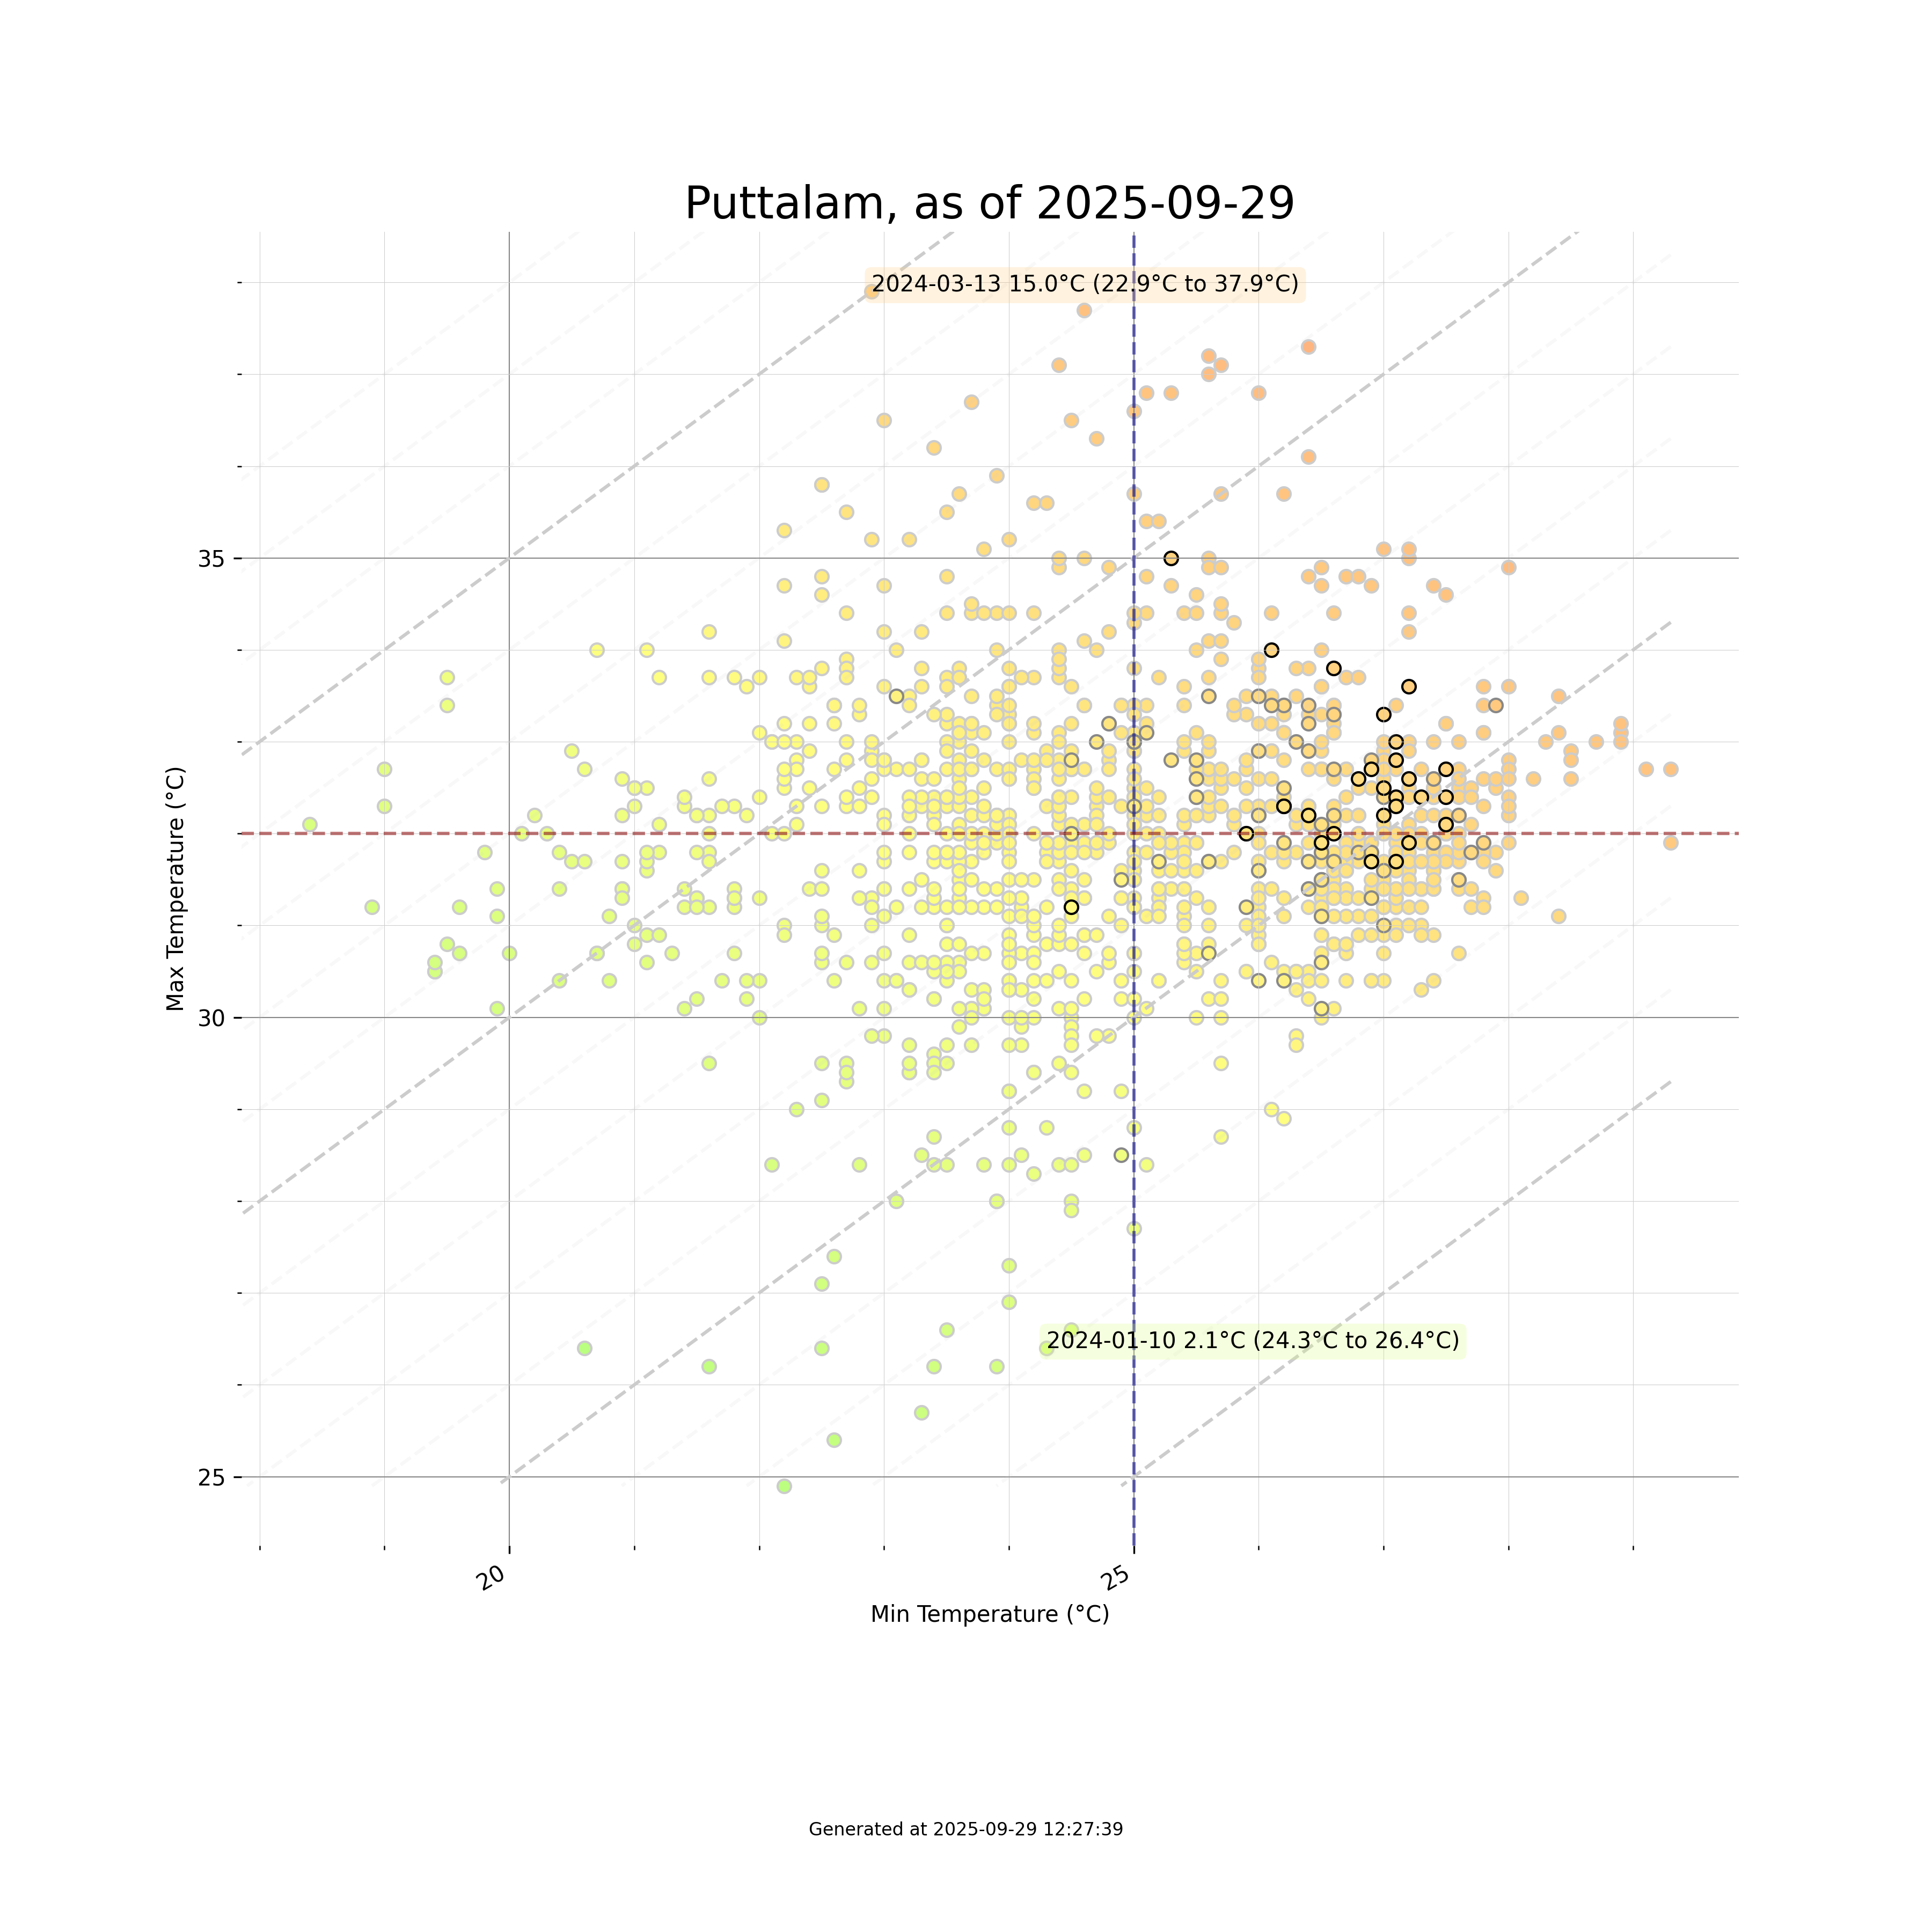 Puttalam, as of 2025-09-29
2024-03-13 15.0°C (22.9°C to 37.9°C)
35
Max Temperature (°C)
30
2024-01-10 2.1°C (24.3°C to 26.4°C)
25
20
25
Min Temperature (°C)
Generated at 2025-09-29 12:27:39